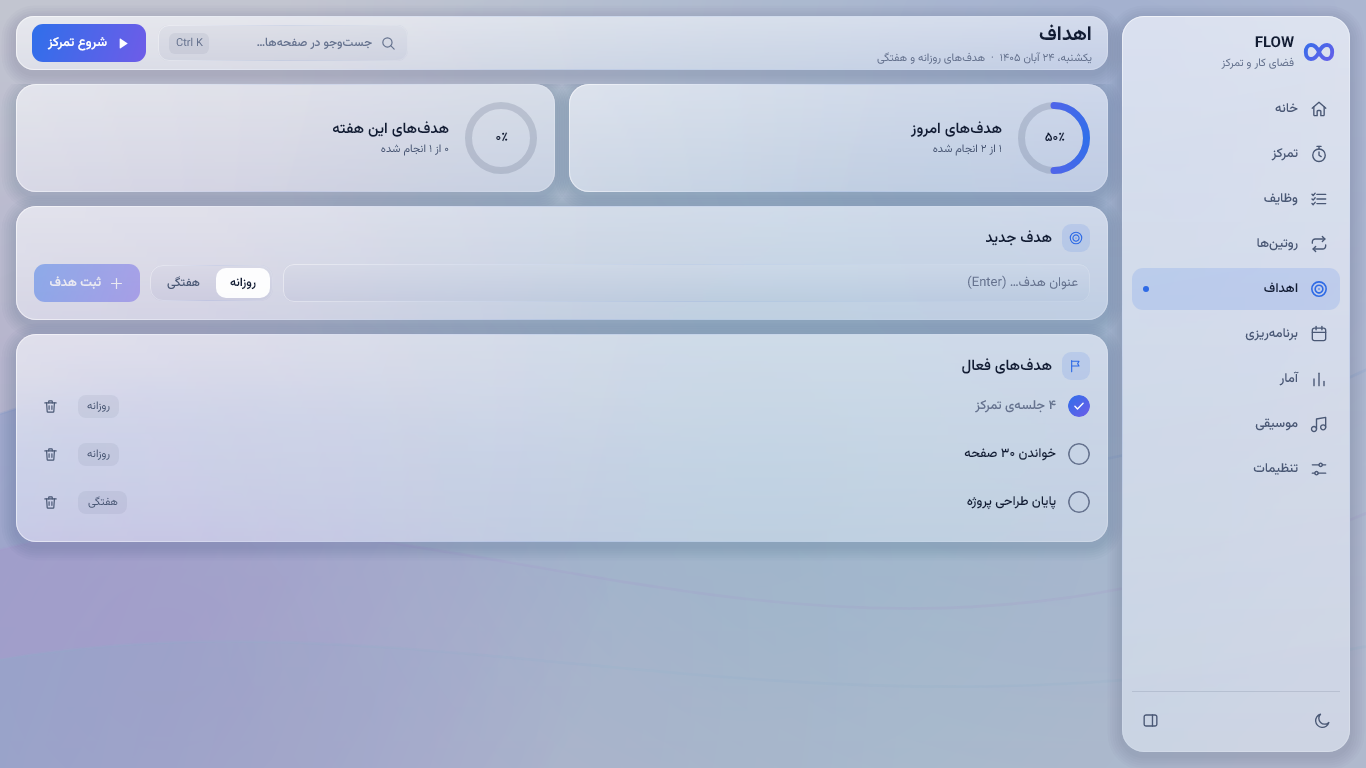 FLOW
فضای کار و تمرکز
خانه
تمرکز
وظایف
روتین‌ها
اهداف
برنامه‌ریزی
آمار
موسیقی
تنظیمات
اهداف
یکشنبه، ۲۴ آبان ۱۴۰۵ · هدف‌های روزانه و هفتگی
جست‌وجو در صفحه‌ها...
Ctrl K
شروع تمرکز
۵۰٪
هدف‌های امروز
۱ از ۲ انجام شده
۰٪
هدف‌های این هفته
۰ از ۱ انجام شده
هدف جدید
عنوان هدف... (Enter)
روزانه
هفتگی
ثبت هدف
هدف‌های فعال
۴ جلسه‌ی تمرکز
روزانه
خواندن ۳۰ صفحه
روزانه
پایان طراحی پروژه
هفتگی